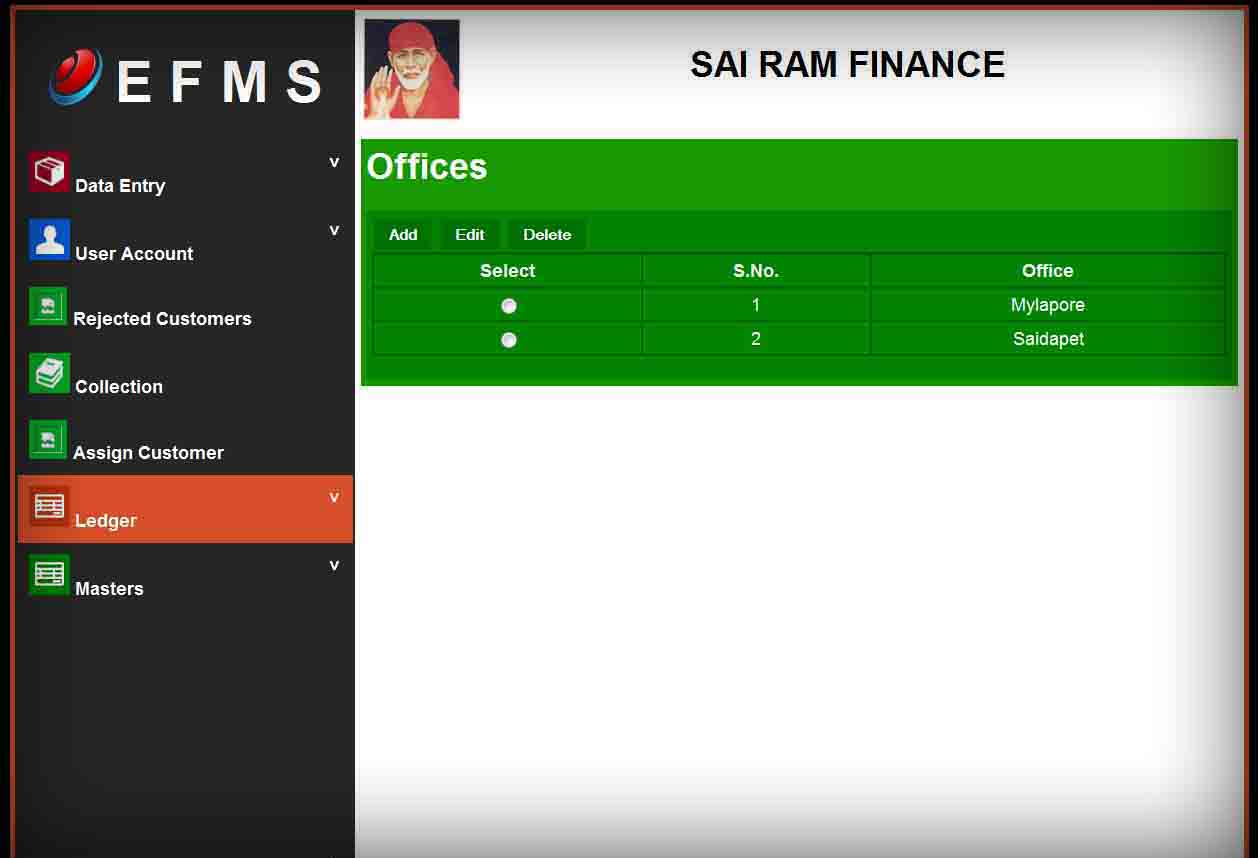 E F M S
SAI RAM FINANCE
Data Entry v
User Account v
Rejected Customers
Collection
Assign Customer
Ledger v
Masters v
Offices
Add Edit Delete
Select S.No. Office
1 Mylapore
2 Saidapet